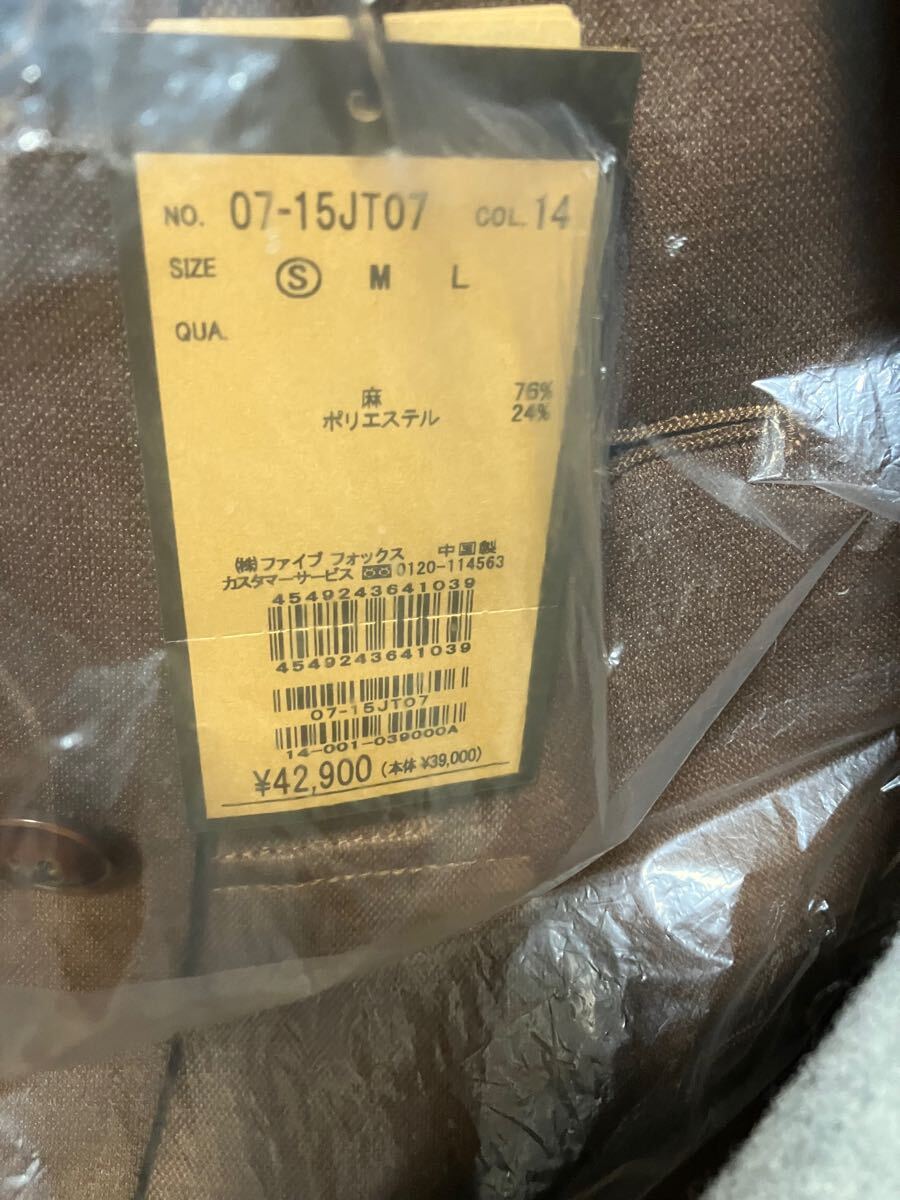 NO. 07-15JT07 COL. 14
SIZE S M L
QUA.
麻 76%
ポリエステル 24%
㈱ファイブ フォックス 中国製
カスタマーサービス 0120-114563
4549243641039
4549243641039
07-15JT07
14-001-039000A
¥42,900 (本体 ¥39,000)